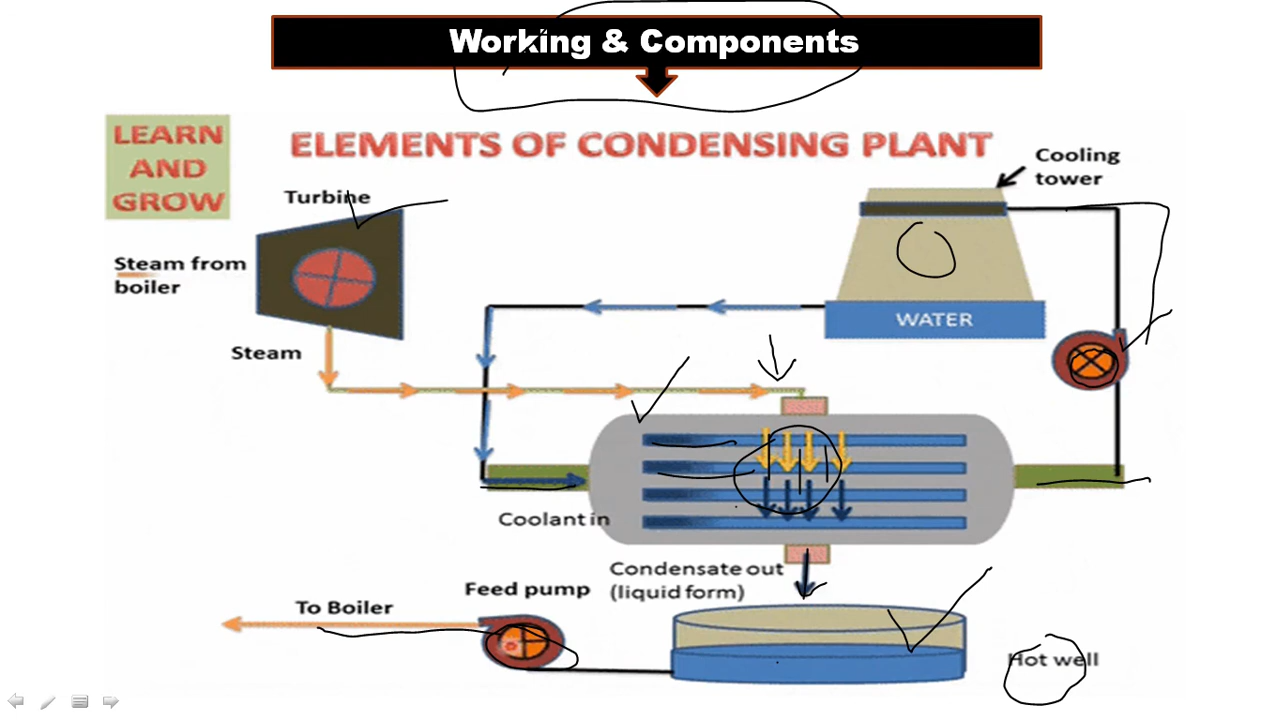 Working & Components
LEARN
AND
GROW
ELEMENTS OF CONDENSING PLANT
Cooling
tower
Turbine
Steam from
boiler
WATER
Steam
Coolant in
Condensate out
(liquid form)
Feed pump
To Boiler
Hot well